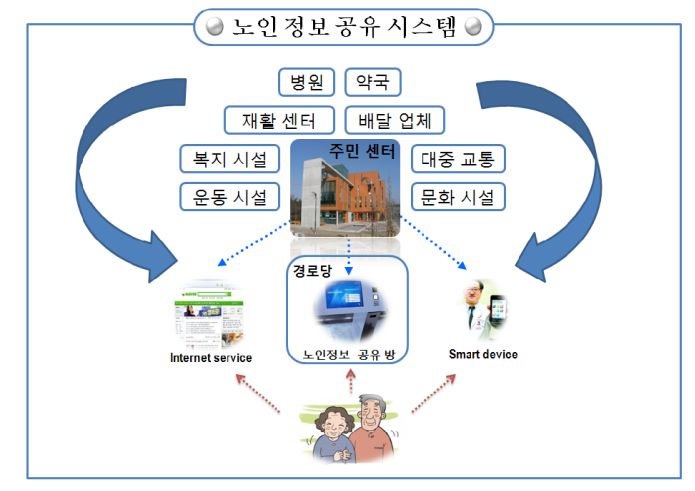 노인 정보 공유 시스템
병원
약국
재활 센터
배달 업체
주민 센터
복지 시설
대중 교통
운동 시설
문화 시설
경로당
Internet service
노인정보 공유 방
Smart device